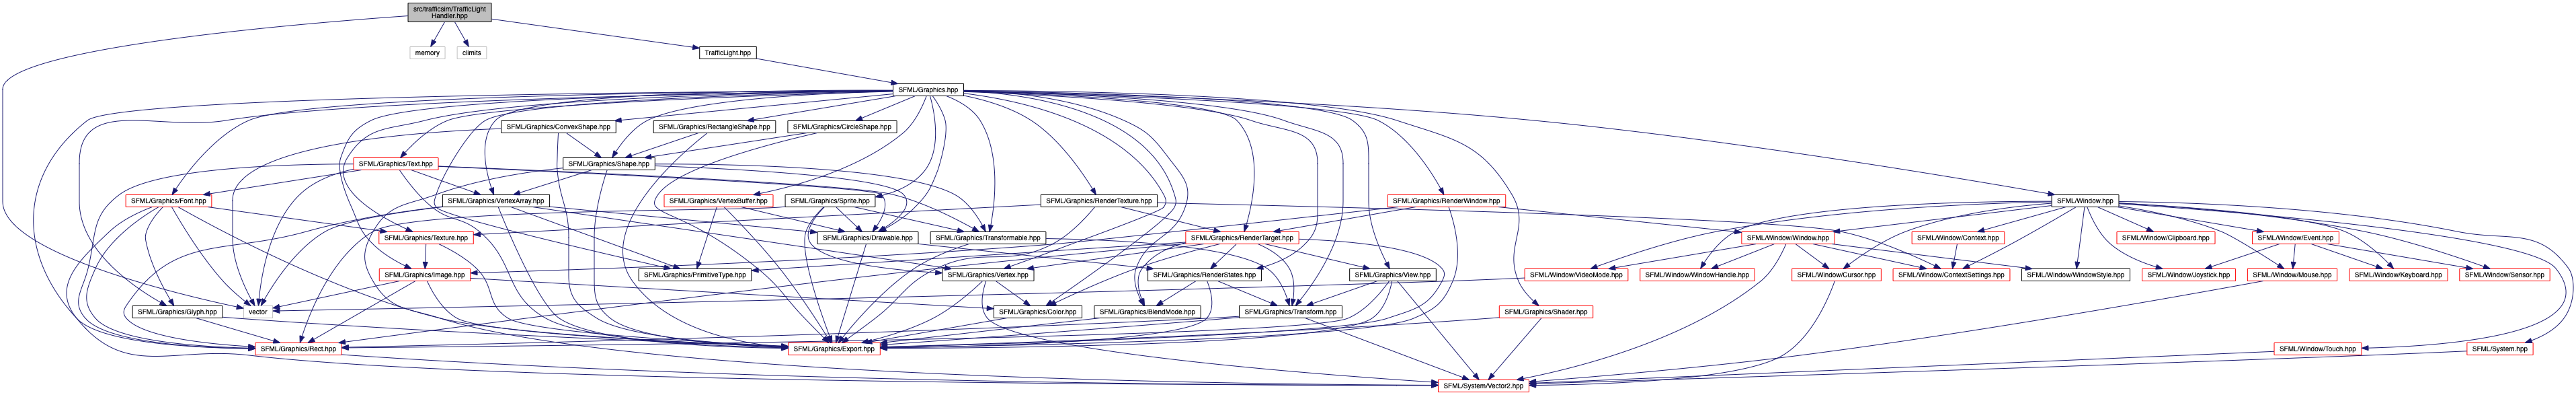 src/trafficsim/TrafficLight
Handler.hpp
memory
climits
TrafficLight.hpp
SFML/Graphics.hpp
SFML/Graphics/ConvexShape.hpp
SFML/Graphics/RectangleShape.hpp
SFML/Graphics/CircleShape.hpp
SFML/Graphics/Text.hpp
SFML/Graphics/Shape.hpp
SFML/Graphics/Font.hpp
SFML/Graphics/VertexArray.hpp
SFML/Graphics/VertexBuffer.hpp
SFML/Graphics/Sprite.hpp
SFML/Graphics/RenderTexture.hpp
SFML/Graphics/RenderWindow.hpp
SFML/Window.hpp
SFML/Graphics/Texture.hpp
SFML/Graphics/Drawable.hpp
SFML/Graphics/Transformable.hpp
SFML/Graphics/RenderTarget.hpp
SFML/Window/Window.hpp
SFML/Window/Context.hpp
SFML/Window/Clipboard.hpp
SFML/Window/Event.hpp
SFML/Graphics/Image.hpp
SFML/Graphics/PrimitiveType.hpp
SFML/Graphics/Vertex.hpp
SFML/Graphics/RenderStates.hpp
SFML/Graphics/View.hpp
SFML/Window/VideoMode.hpp
SFML/Window/WindowHandle.hpp
SFML/Window/Cursor.hpp
SFML/Window/ContextSettings.hpp
SFML/Window/WindowStyle.hpp
SFML/Window/Joystick.hpp
SFML/Window/Mouse.hpp
SFML/Window/Keyboard.hpp
SFML/Window/Sensor.hpp
SFML/Graphics/Glyph.hpp
vector
SFML/Graphics/Color.hpp
SFML/Graphics/BlendMode.hpp
SFML/Graphics/Transform.hpp
SFML/Graphics/Shader.hpp
SFML/Graphics/Rect.hpp
SFML/Graphics/Export.hpp
SFML/Window/Touch.hpp
SFML/System.hpp
SFML/System/Vector2.hpp